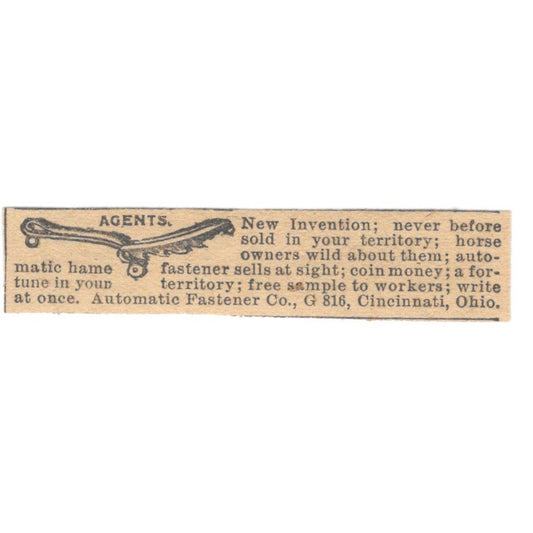 AGENTS. New Invention; never before
sold in your territory; horse
owners wild about them; auto-
matic hame fastener sells at sight; coin money; a for-
tune in your territory; free sample to workers; write
at once. Automatic Fastener Co., G 816, Cincinnati, Ohio.